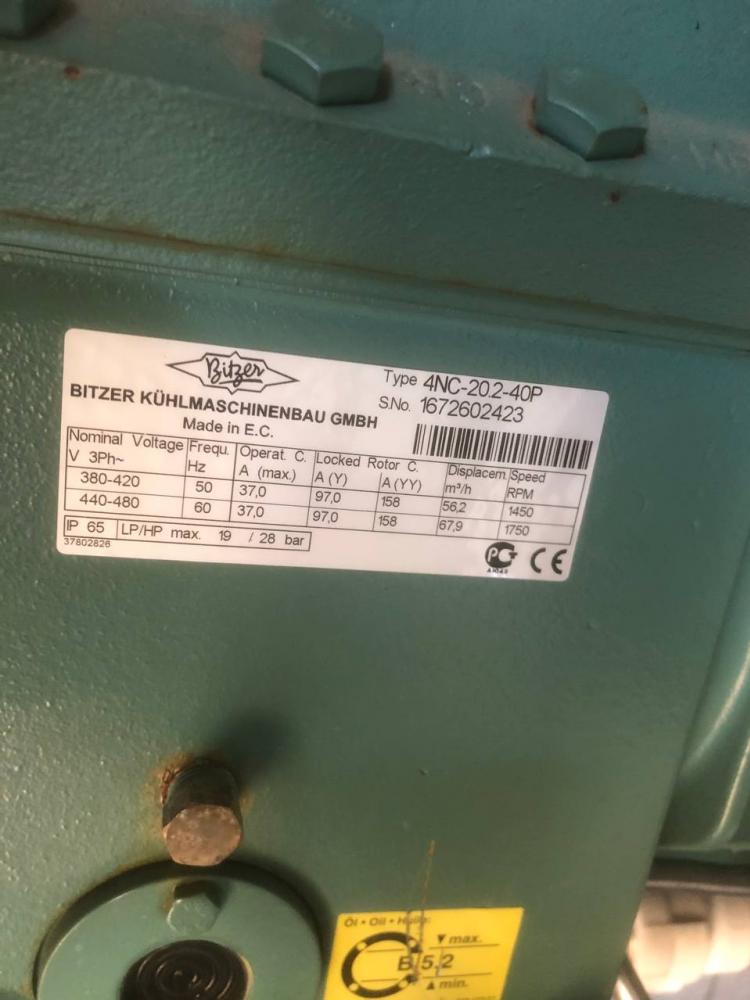 Bitzer
Type 4NC-20.2-40P
BITZER KÜHLMASCHINENBAU GMBH
S.No. 1672602423
Made in E.C.
Nominal Voltage Frequ. Operat. C. Locked Rotor C. Displacem. Speed
V 3Ph~ Hz A (max.) A (Y) A (YY) m³/h RPM
380-420 50 37,0 97,0 158 56,2 1450
440-480 60 37,0 97,0 158 67,9 1750
IP 65 LP/HP max. 19 / 28 bar
37802826
CE
Öl • Oil • Huile:
max.
B 5.2
min.